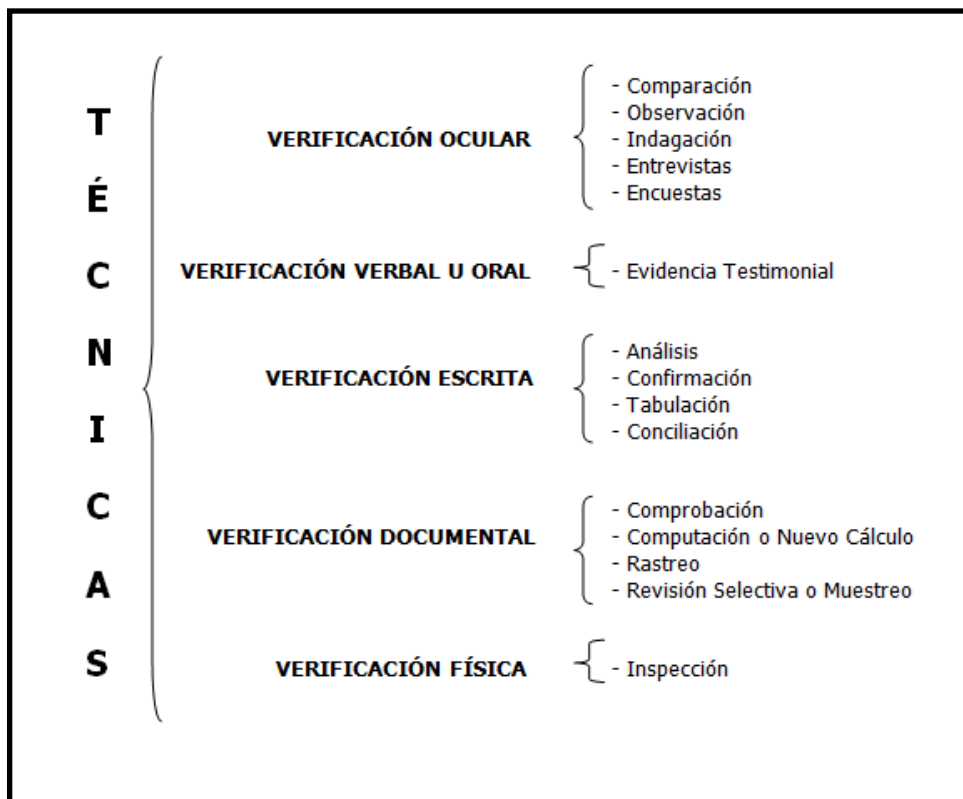 TÉCNICAS
VERIFICACIÓN OCULAR
- Comparación
- Observación
- Indagación
- Entrevistas
- Encuestas
VERIFICACIÓN VERBAL U ORAL
- Evidencia Testimonial
VERIFICACIÓN ESCRITA
- Análisis
- Confirmación
- Tabulación
- Conciliación
VERIFICACIÓN DOCUMENTAL
- Comprobación
- Computación o Nuevo Cálculo
- Rastreo
- Revisión Selectiva o Muestreo
VERIFICACIÓN FÍSICA
- Inspección